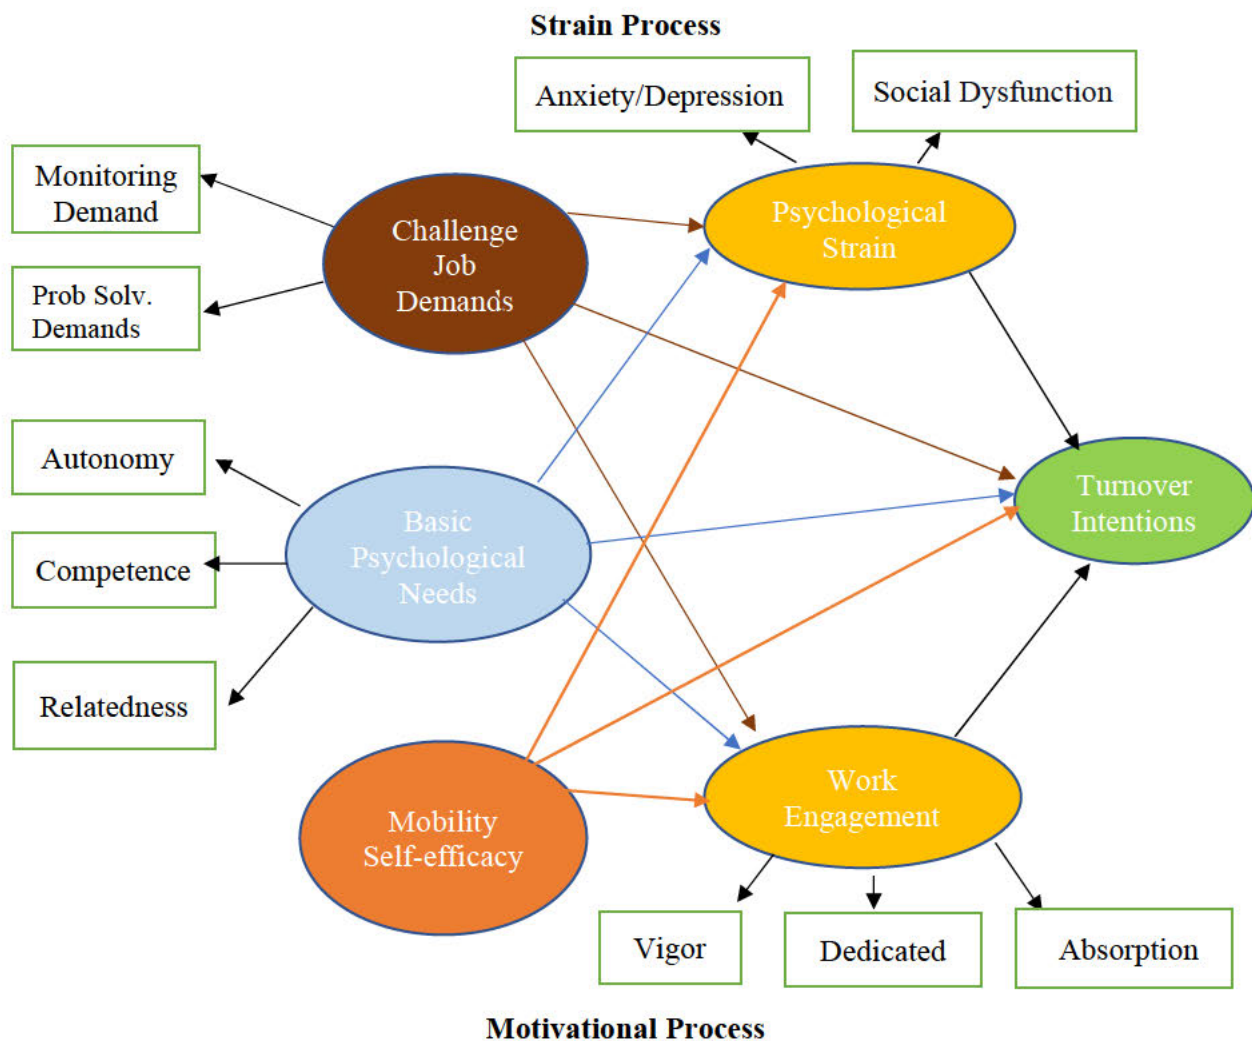 Strain Process
Anxiety/Depression
Social Dysfunction
Monitoring
Demand
Challenge
Job
Demands
Psychological
Strain
Prob Solv.
Demands
Autonomy
Basic
Psychological
Needs
Turnover
Intentions
Competence
Relatedness
Mobility
Self-efficacy
Work
Engagement
Vigor
Dedicated
Absorption
Motivational Process